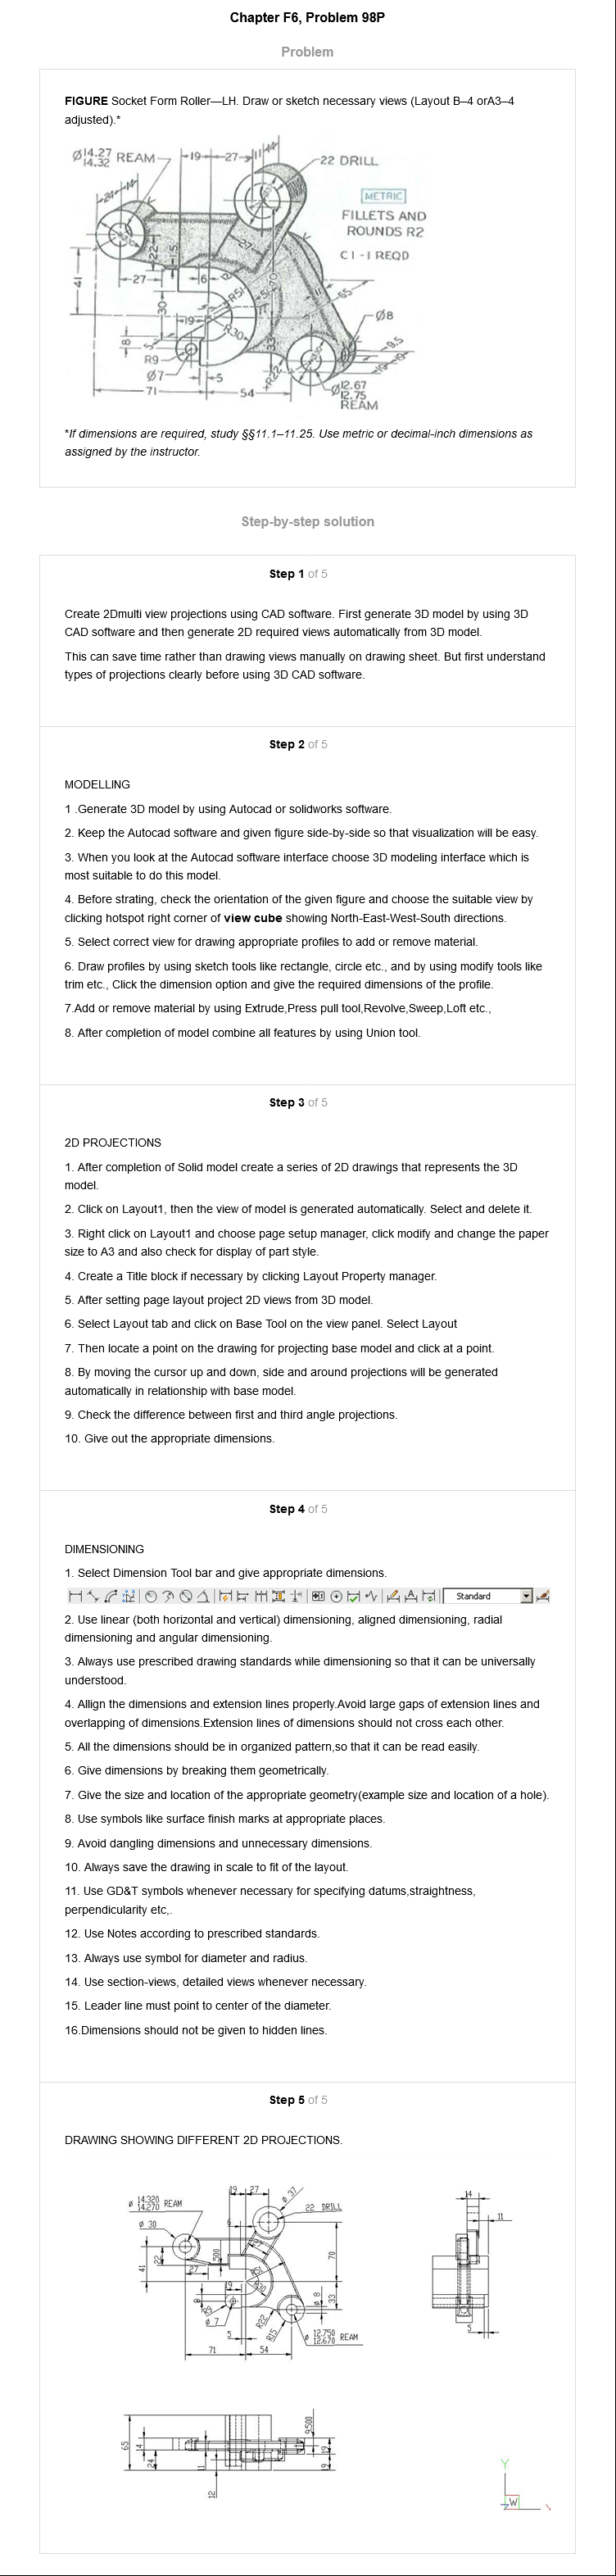 Chapter F6, Problem 98P
Problem
FIGURE Socket Form Roller—LH. Draw or sketch necessary views (Layout B–4 orA3–4
adjusted).*
Ø14.27
14.32 REAM
19
27
11
44
22 DRILL
24
14
METRIC
FILLETS AND
ROUNDS R2
C I - I REQD
27
22
15
41
27
6
12
R51
70
11
65
30
19
R30
Ø8
8
5
33
9.5
R9
19
19
Ø7
5
R22
71
54
Ø12.67
12.75
REAM
*If dimensions are required, study §§11.1–11.25. Use metric or decimal-inch dimensions as
assigned by the instructor.
Step-by-step solution
Step 1 of 5
Create 2Dmulti view projections using CAD software. First generate 3D model by using 3D
CAD software and then generate 2D required views automatically from 3D model.
This can save time rather than drawing views manually on drawing sheet. But first understand
types of projections clearly before using 3D CAD software.
Step 2 of 5
MODELLING
1 .Generate 3D model by using Autocad or solidworks software.
2. Keep the Autocad software and given figure side-by-side so that visualization will be easy.
3. When you look at the Autocad software interface choose 3D modeling interface which is
most suitable to do this model.
4. Before strating, check the orientation of the given figure and choose the suitable view by
clicking hotspot right corner of view cube showing North-East-West-South directions.
5. Select correct view for drawing appropriate profiles to add or remove material.
6. Draw profiles by using sketch tools like rectangle, circle etc., and by using modify tools like
trim etc., Click the dimension option and give the required dimensions of the profile.
7.Add or remove material by using Extrude,Press pull tool,Revolve,Sweep,Loft etc.,
8. After completion of model combine all features by using Union tool.
Step 3 of 5
2D PROJECTIONS
1. After completion of Solid model create a series of 2D drawings that represents the 3D
model.
2. Click on Layout1, then the view of model is generated automatically. Select and delete it.
3. Right click on Layout1 and choose page setup manager, click modify and change the paper
size to A3 and also check for display of part style.
4. Create a Title block if necessary by clicking Layout Property manager.
5. After setting page layout project 2D views from 3D model.
6. Select Layout tab and click on Base Tool on the view panel. Select Layout
7. Then locate a point on the drawing for projecting base model and click at a point.
8. By moving the cursor up and down, side and around projections will be generated
automatically in relationship with base model.
9. Check the difference between first and third angle projections.
10. Give out the appropriate dimensions.
Step 4 of 5
DIMENSIONING
1. Select Dimension Tool bar and give appropriate dimensions.
Standard
2. Use linear (both horizontal and vertical) dimensioning, aligned dimensioning, radial
dimensioning and angular dimensioning.
3. Always use prescribed drawing standards while dimensioning so that it can be universally
understood.
4. Allign the dimensions and extension lines properly.Avoid large gaps of extension lines and
overlapping of dimensions.Extension lines of dimensions should not cross each other.
5. All the dimensions should be in organized pattern,so that it can be read easily.
6. Give dimensions by breaking them geometrically.
7. Give the size and location of the appropriate geometry(example size and location of a hole).
8. Use symbols like surface finish marks at appropriate places.
9. Avoid dangling dimensions and unnecessary dimensions.
10. Always save the drawing in scale to fit of the layout.
11. Use GD&T symbols whenever necessary for specifying datums,straightness,
perpendicularity etc,.
12. Use Notes according to prescribed standards.
13. Always use symbol for diameter and radius.
14. Use section-views, detailed views whenever necessary.
15. Leader line must point to center of the diameter.
16.Dimensions should not be given to hidden lines.
Step 5 of 5
DRAWING SHOWING DIFFERENT 2D PROJECTIONS.
19
27
Ø 37
14
Ø 14.320
14.270 REAM
22 DRILL
11
Ø 30
6
41
22
27
70
19
8
8
33
R9
Ø 7
R22
R15
5
Ø 12.750
12.670 REAM
71
54
5
65
14
24
11
9.500
19
9
12
Y
W